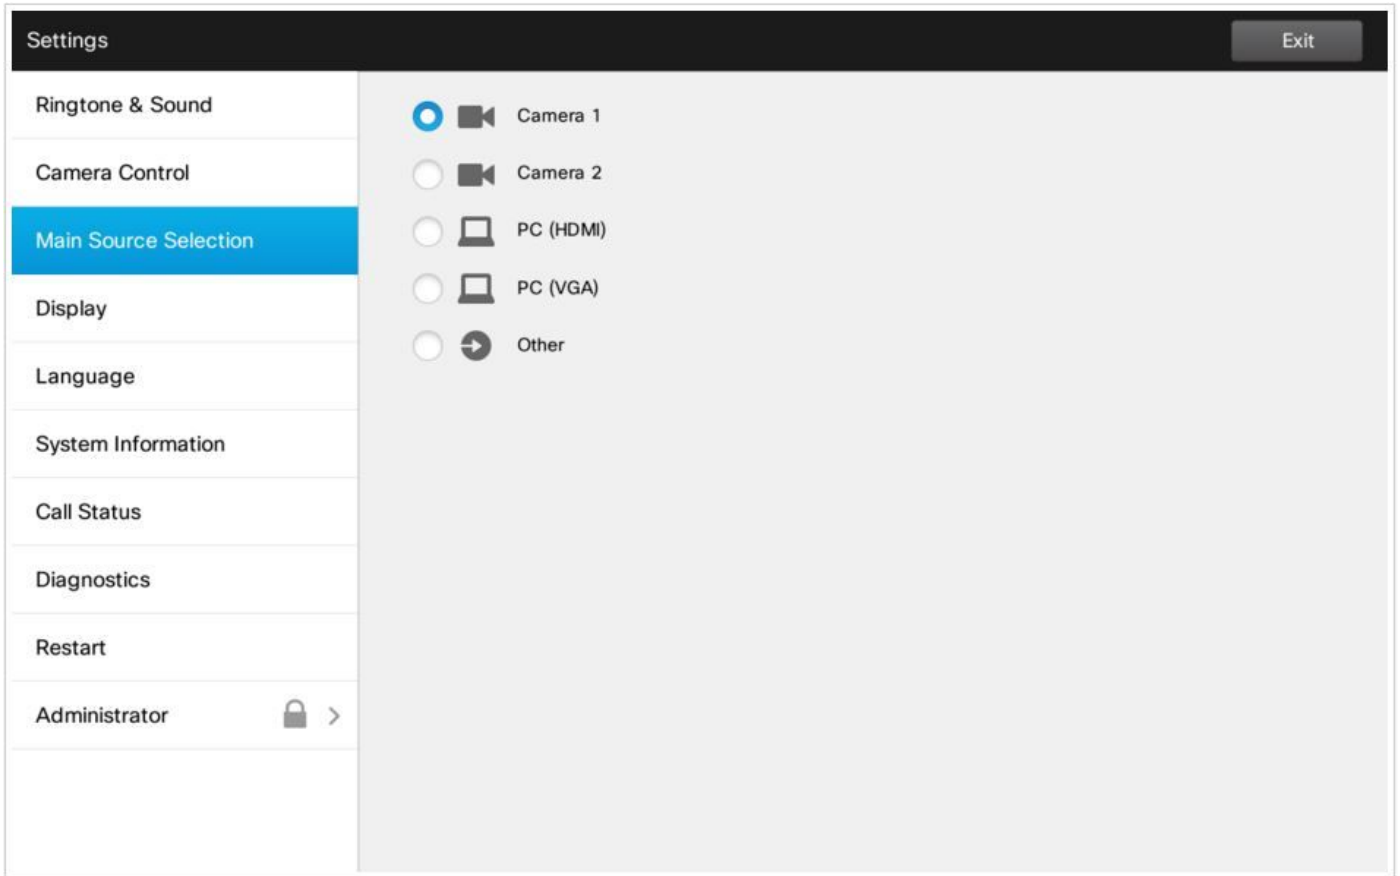 Settings
Exit
Ringtone & Sound
Camera Control
Main Source Selection
Display
Language
System Information
Call Status
Diagnostics
Restart
Administrator
Camera 1
Camera 2
PC (HDMI)
PC (VGA)
Other